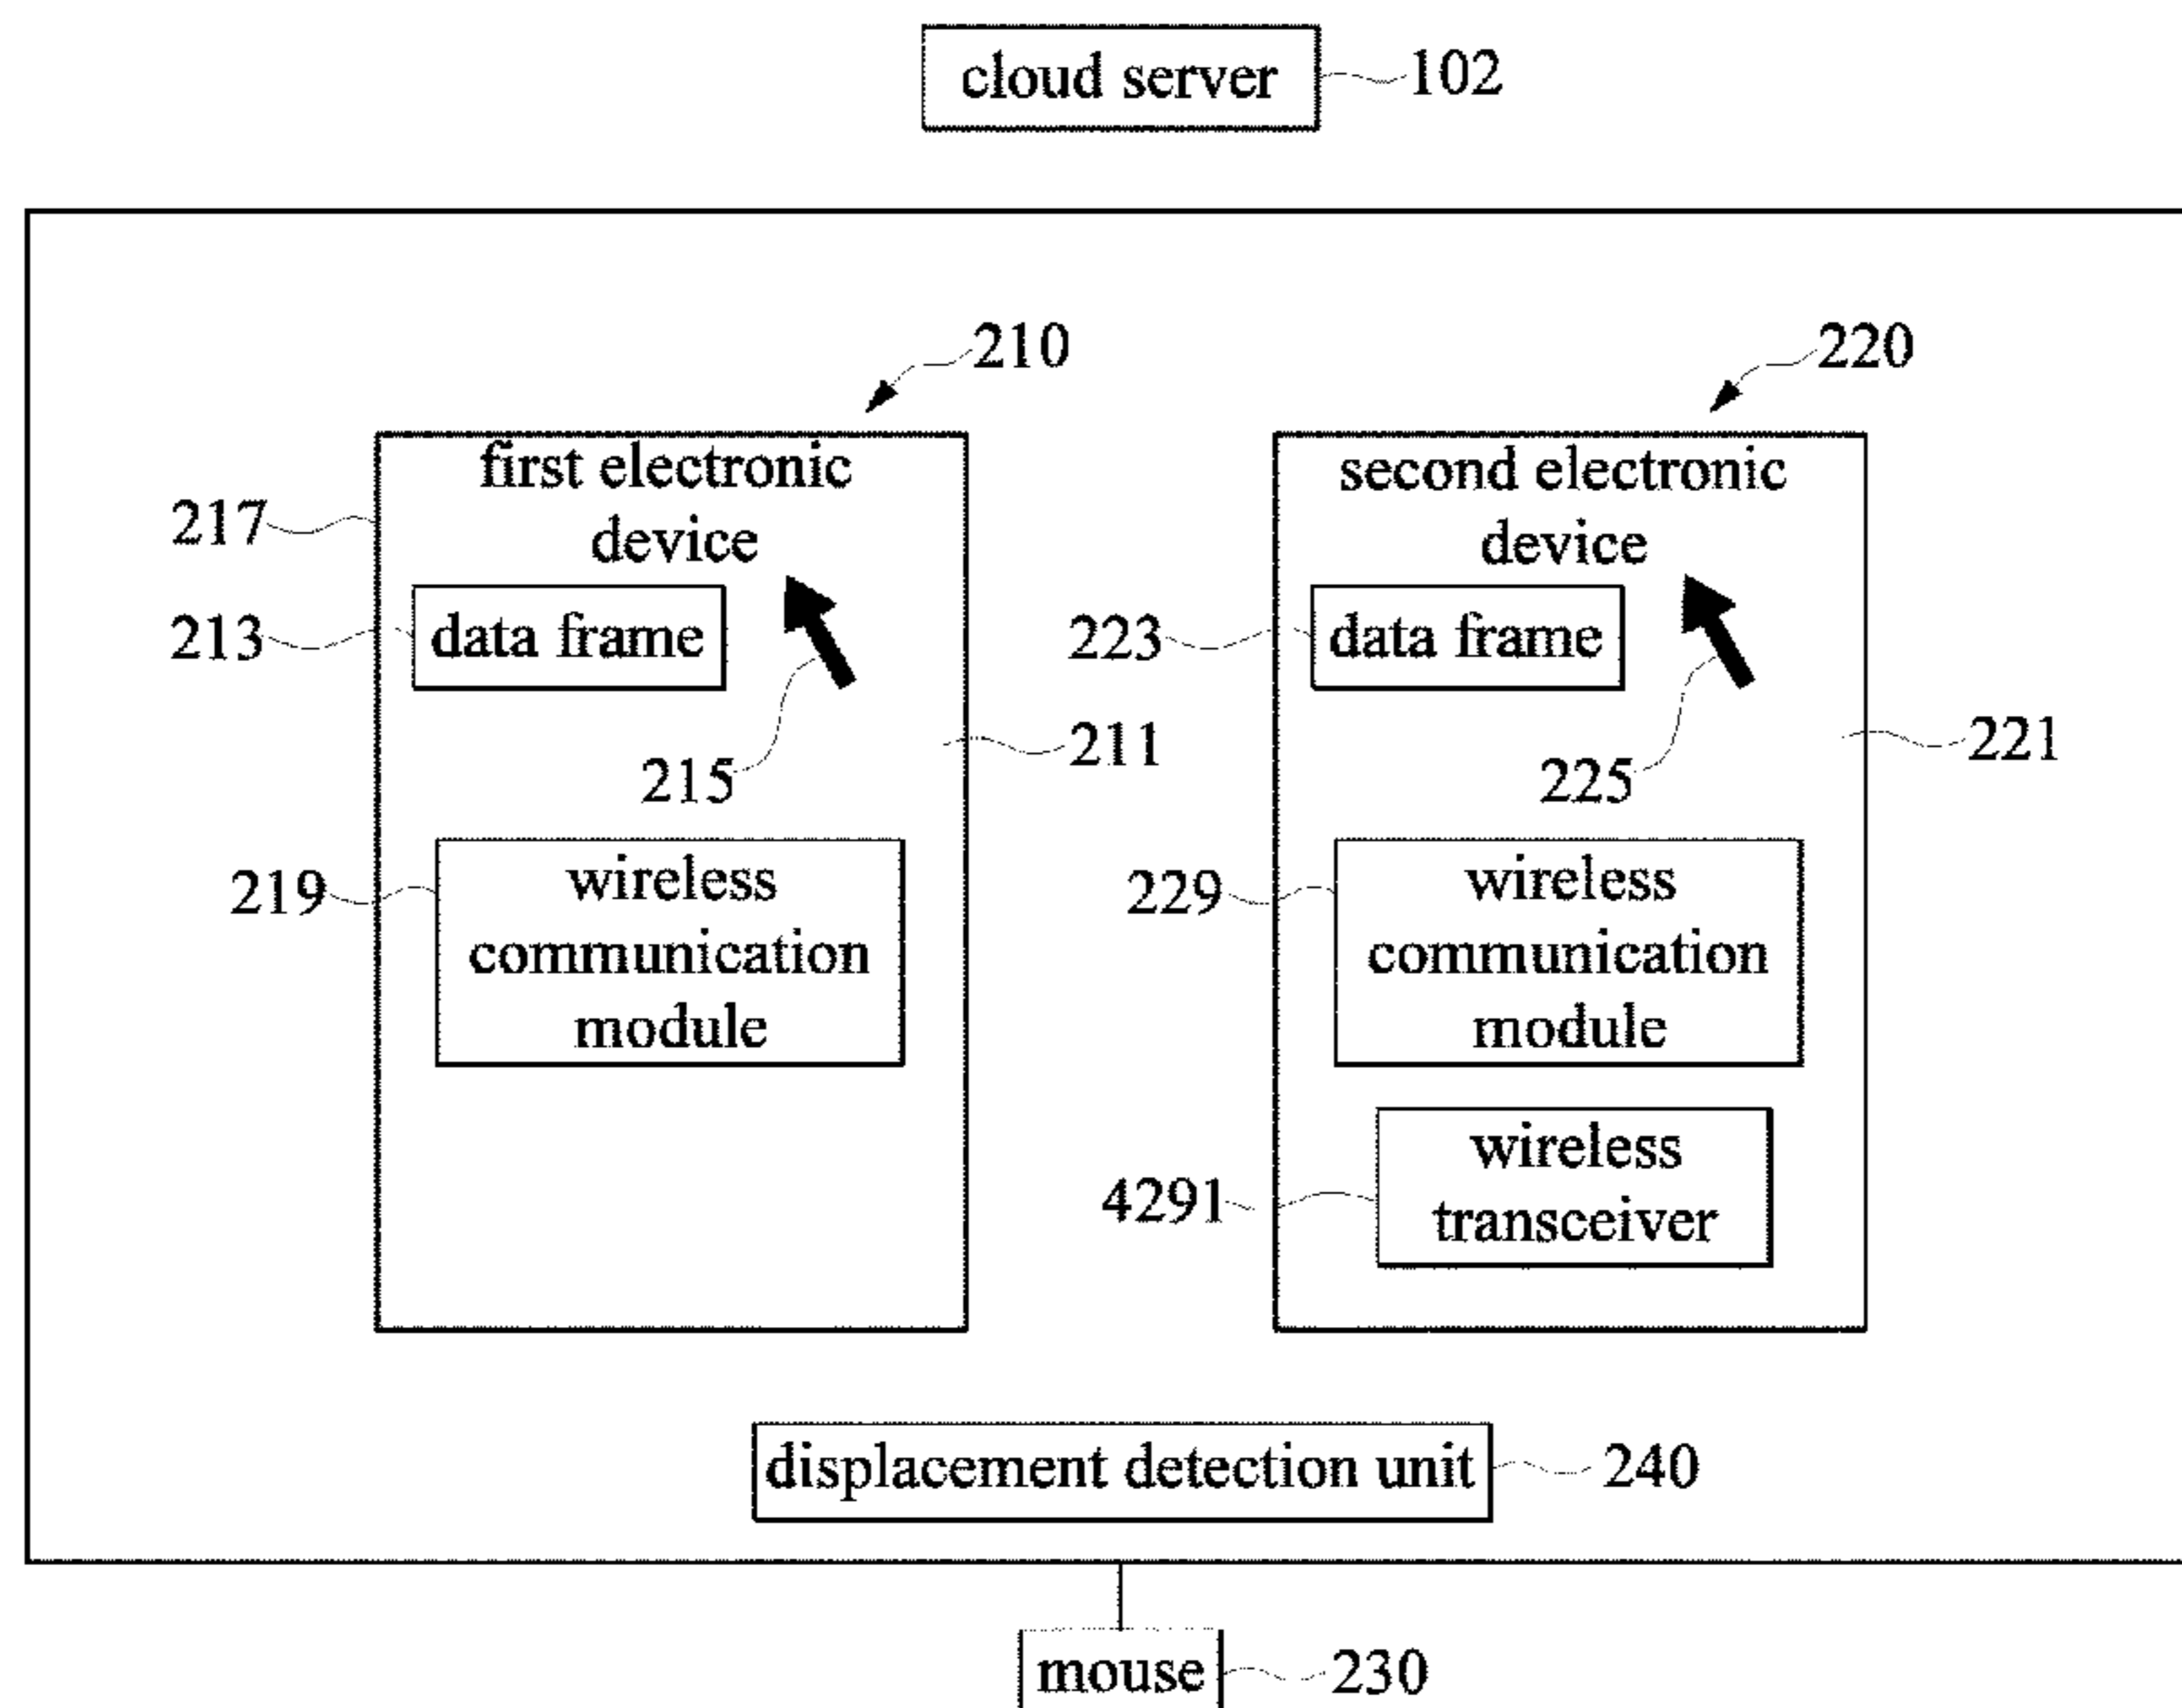 cloud server 102
210
220
first electronic
device
second electronic
device
217
213
data frame
223
data frame
215
211
225
221
219
wireless
communication
module
229
wireless
communication
module
4291
wireless
transceiver
displacement detection unit 240
mouse 230